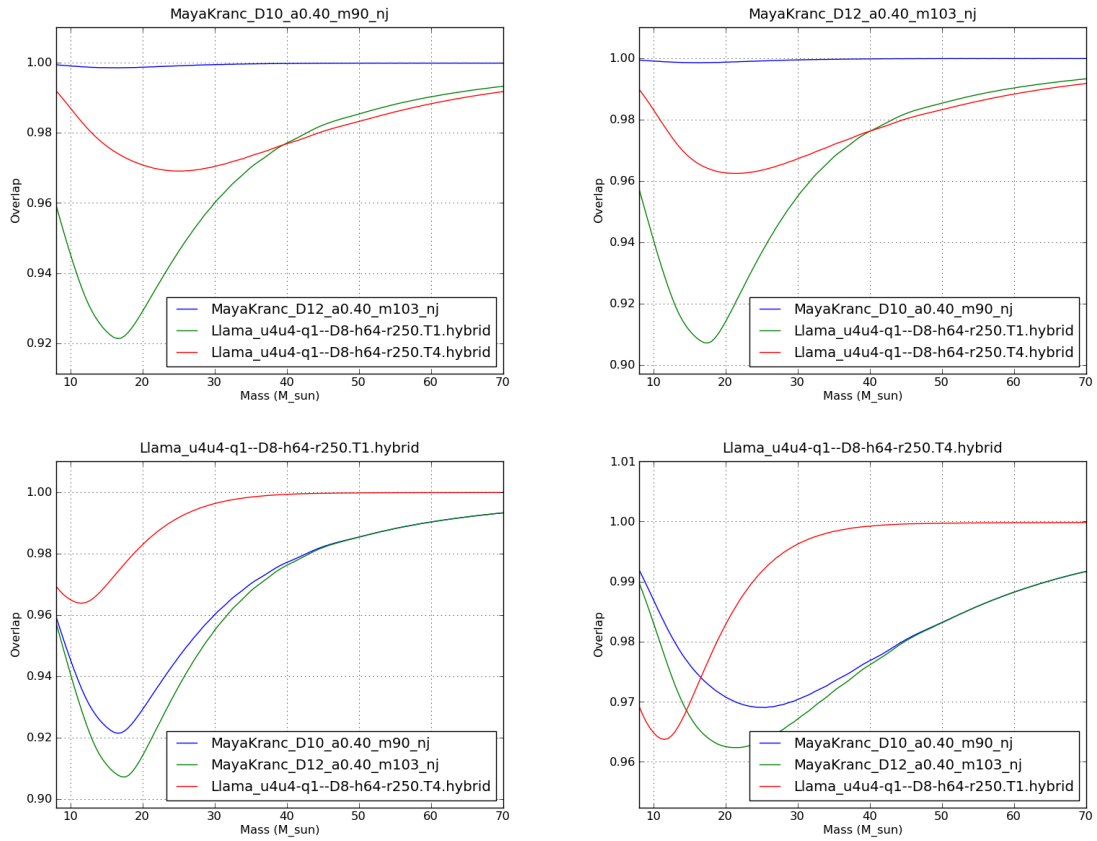 MayaKranc_D10_a0.40_m90_nj
1.00
0.98
0.96
0.94
0.92
Overlap
MayaKranc_D12_a0.40_m103_nj
Llama_u4u4-q1--D8-h64-r250.T1.hybrid
Llama_u4u4-q1--D8-h64-r250.T4.hybrid
10 20 30 40 50 60 70
Mass (M_sun)
MayaKranc_D12_a0.40_m103_nj
1.00
0.98
0.96
0.94
0.92
0.90
Overlap
MayaKranc_D10_a0.40_m90_nj
Llama_u4u4-q1--D8-h64-r250.T1.hybrid
Llama_u4u4-q1--D8-h64-r250.T4.hybrid
10 20 30 40 50 60 70
Mass (M_sun)
Llama_u4u4-q1--D8-h64-r250.T1.hybrid
1.00
0.98
0.96
0.94
0.92
0.90
Overlap
MayaKranc_D10_a0.40_m90_nj
MayaKranc_D12_a0.40_m103_nj
Llama_u4u4-q1--D8-h64-r250.T4.hybrid
10 20 30 40 50 60 70
Mass (M_sun)
Llama_u4u4-q1--D8-h64-r250.T4.hybrid
1.01
1.00
0.99
0.98
0.97
0.96
Overlap
MayaKranc_D10_a0.40_m90_nj
MayaKranc_D12_a0.40_m103_nj
Llama_u4u4-q1--D8-h64-r250.T1.hybrid
10 20 30 40 50 60 70
Mass (M_sun)